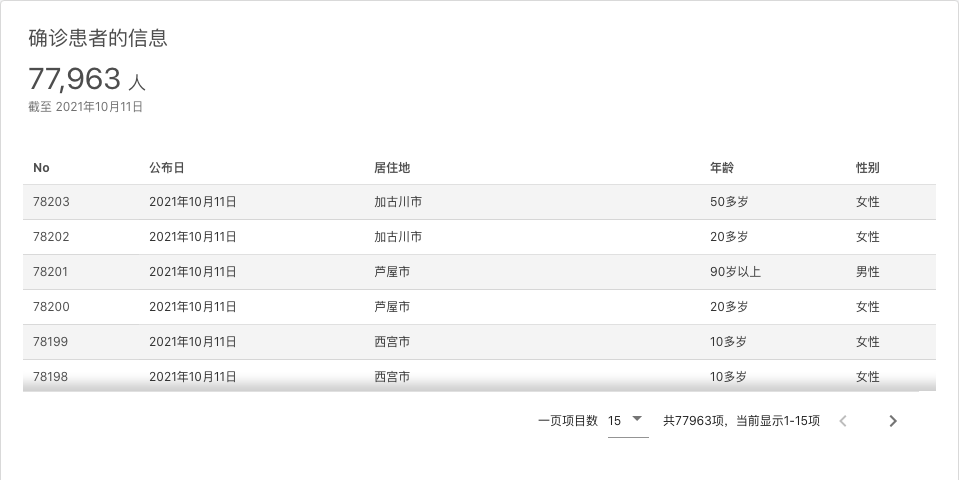 确诊患者的信息
77,963 人
截至 2021年10月11日
No 公布日 居住地 年龄 性别
78203 2021年10月11日 加古川市 50多岁 女性
78202 2021年10月11日 加古川市 20多岁 女性
78201 2021年10月11日 芦屋市 90岁以上 男性
78200 2021年10月11日 芦屋市 20多岁 女性
78199 2021年10月11日 西宫市 10多岁 女性
78198 2021年10月11日 西宫市 10多岁 女性
一页项目数 15 共77963项，当前显示1-15项